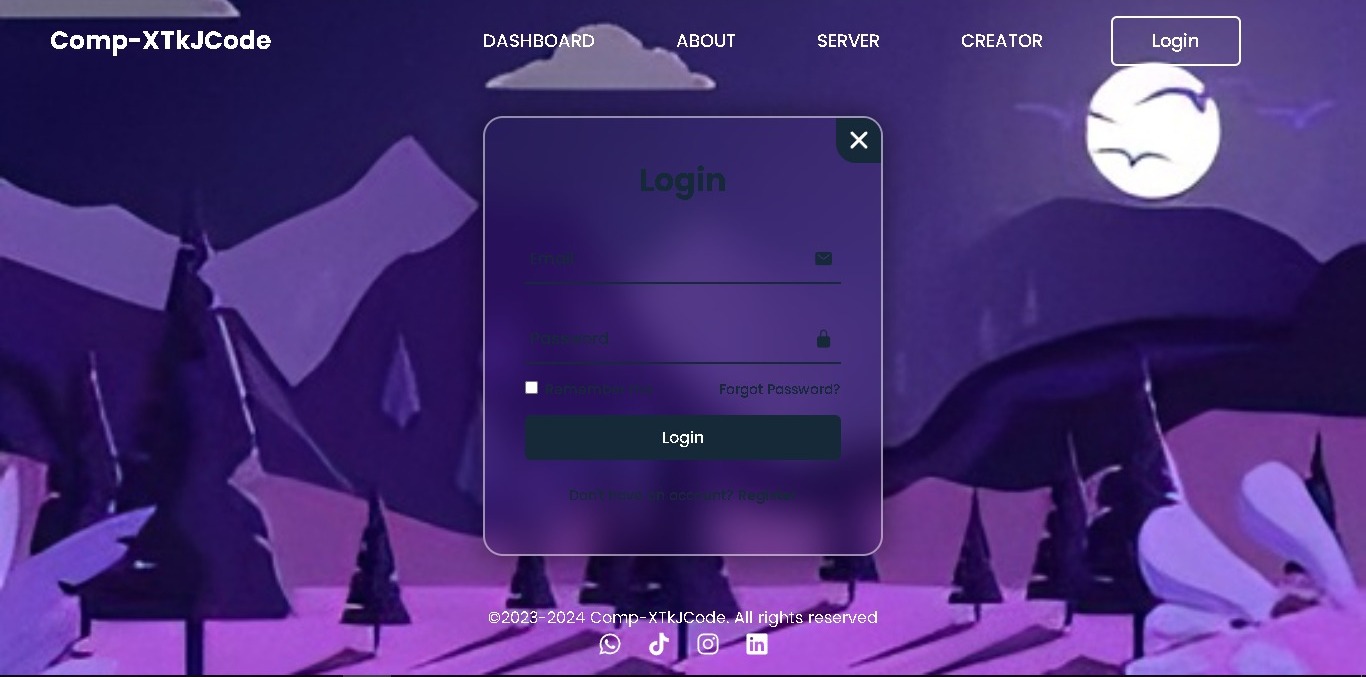 Comp-XTkJCode
DASHBOARD ABOUT SERVER CREATOR Login
Login
Email
Password
Remember Forgot Password?
Login
Don't have an account? Register
©2023-2024 Comp-XTkJCode. All rights reserved